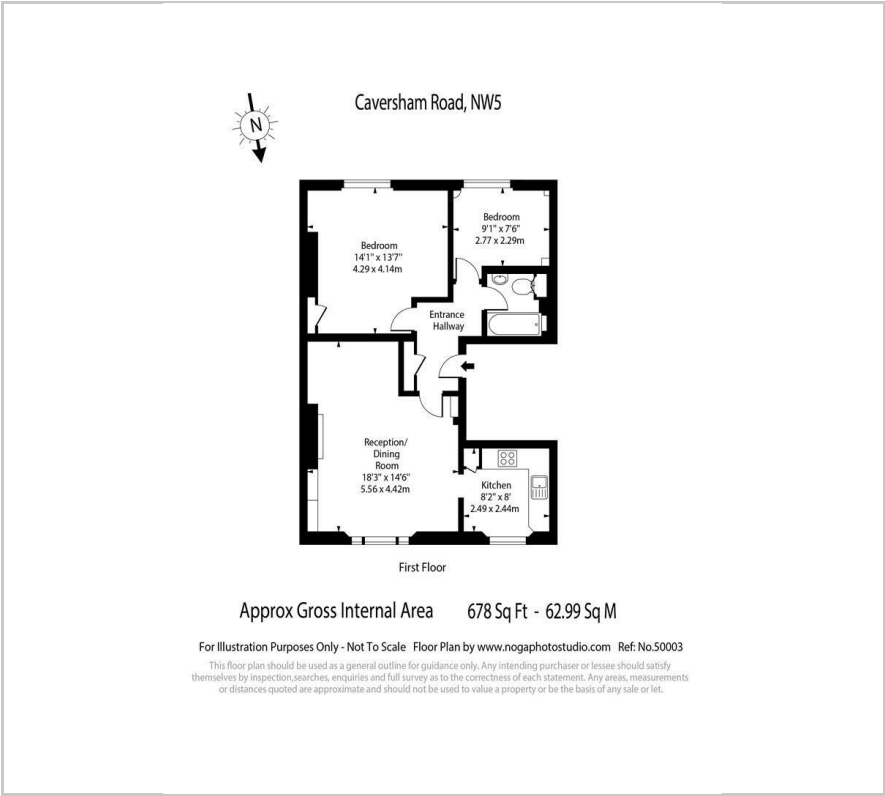 Caversham Road, NW5
N
Bedroom
9'1" x 7'6"
2.77 x 2.29m
Bedroom
14'1" x 13'7"
4.29 x 4.14m
Entrance
Hallway
Reception/
Dining
Room
18'3" x 14'6"
5.56 x 4.42m
Kitchen
8'2" x 8'
2.49 x 2.44m
First Floor
Approx Gross Internal Area 678 Sq Ft - 62.99 Sq M
For Illustration Purposes Only - Not To Scale Floor Plan by www.nogaphotostudio.com Ref: No.50003
This floor plan should be used as a general outline for guidance only. Any intending purchaser or lessee should satisfy
themselves by inspection,searches, enquiries and full survey as to the correctness of each statement. Any areas, measurements
or distances quoted are approximate and should not be used to value a property or be the basis of any sale or let.